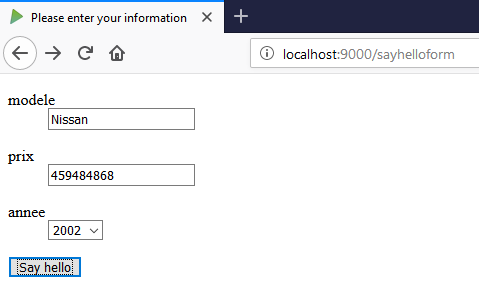 Please enter your information
localhost:9000/sayhelloform
modele
Nissan
prix
459484868
annee
2002
Say hello